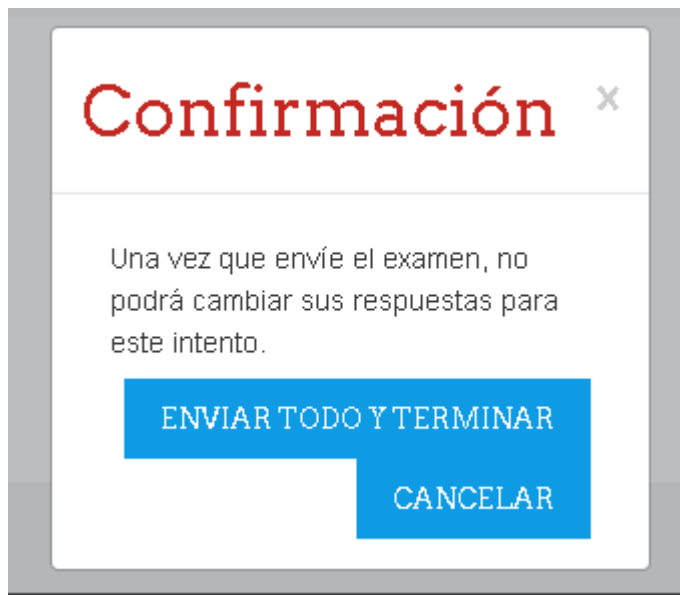 Confirmación ×
Una vez que envíe el examen, no
podrá cambiar sus respuestas para
este intento.
ENVIAR TODO Y TERMINAR
CANCELAR